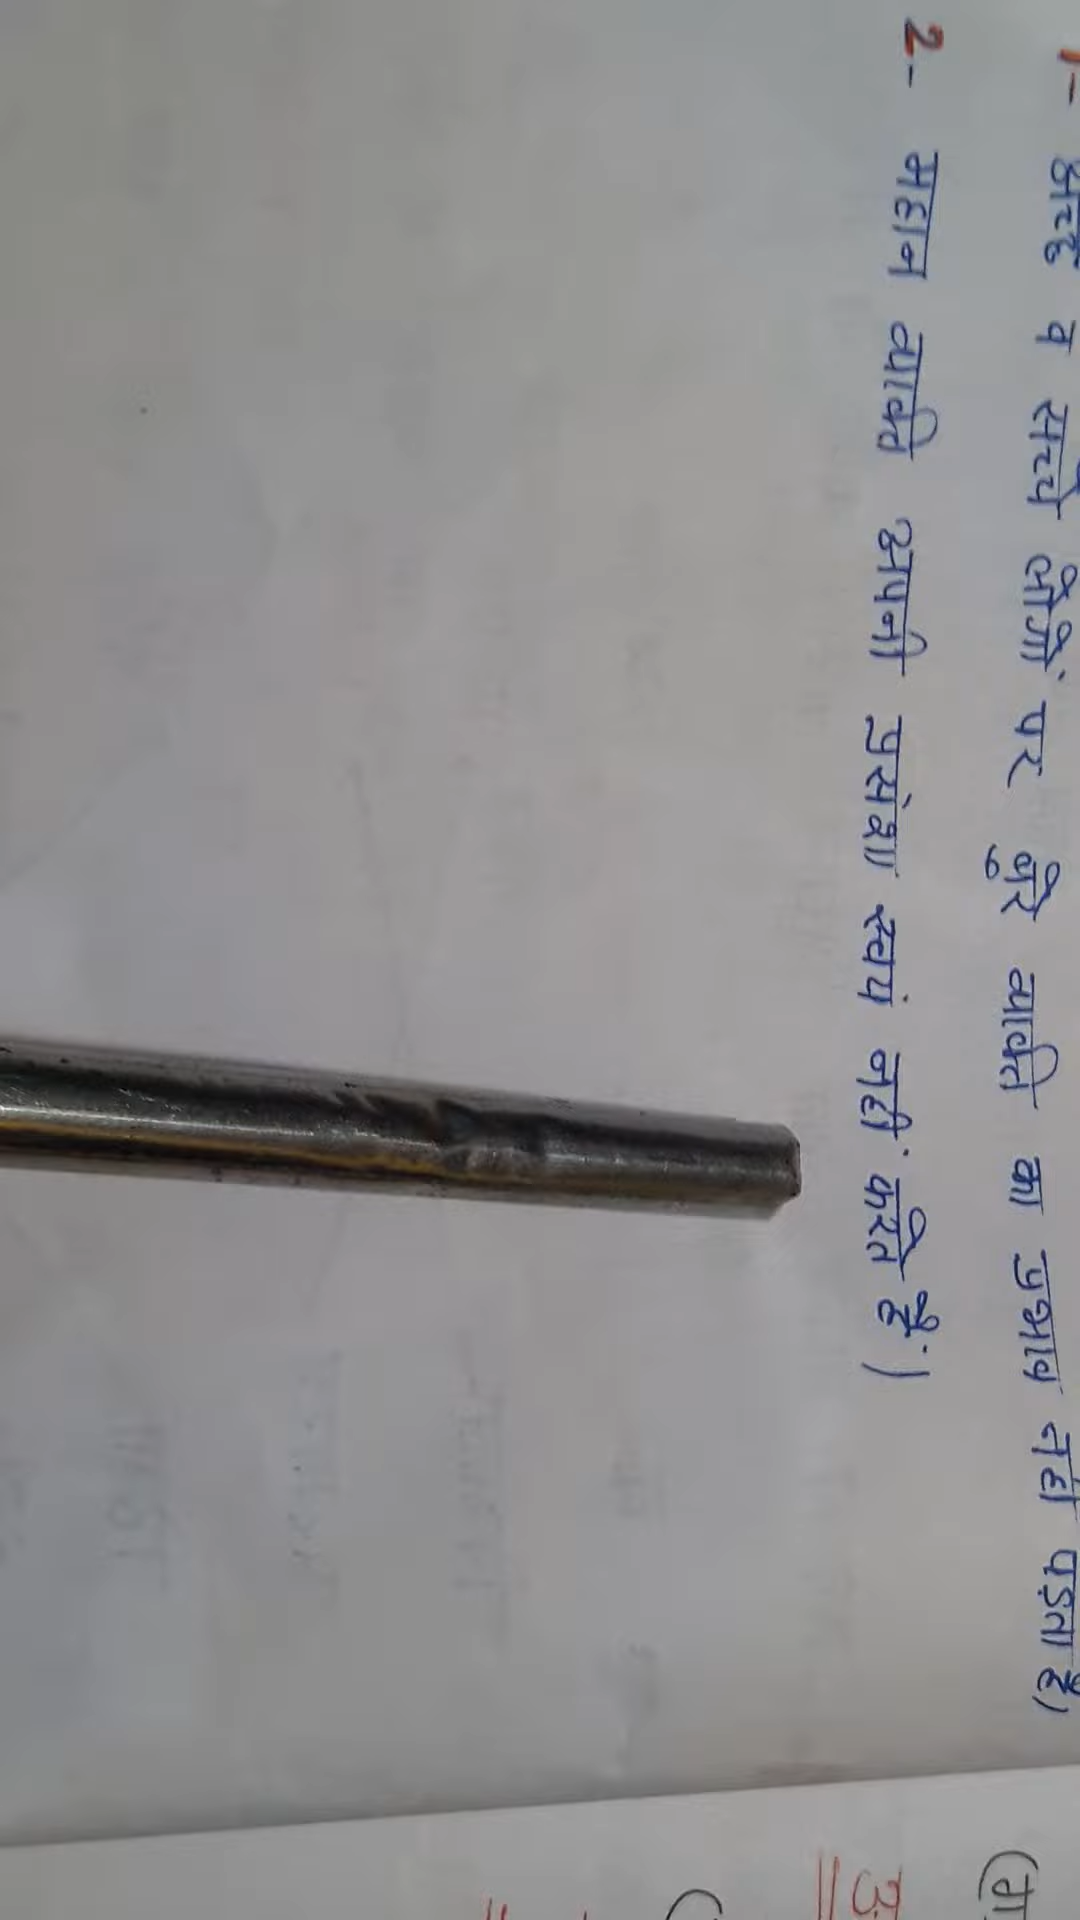 1- अच्छे व सच्चे लोगों पर बुरे व्यक्ति का प्रभाव नहीं पड़ता है।
2- महान व्यक्ति अपनी प्रसंशा स्वयं नहीं करते हैं।
(ग
उ